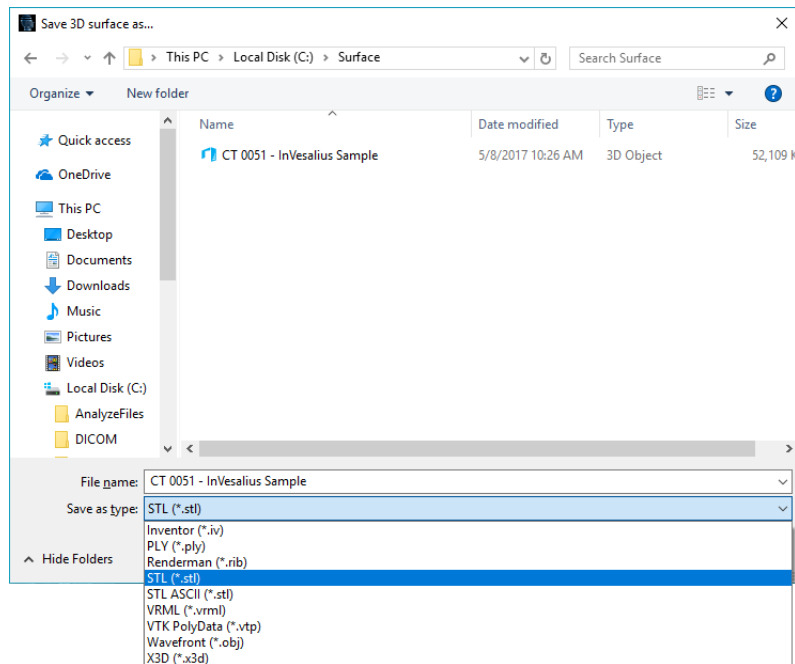 Save 3D surface as...
This PC > Local Disk (C:) > Surface
Search Surface
Organize
New folder
Name
Date modified
Type
Size
CT 0051 - InVesalius Sample
5/8/2017 10:26 AM
3D Object
52,109 K
Quick access
OneDrive
This PC
Desktop
Documents
Downloads
Music
Pictures
Videos
Local Disk (C:)
AnalyzeFiles
DICOM
File name: CT 0051 - InVesalius Sample
Save as type: STL (*.stl)
Inventor (*.iv)
PLY (*.ply)
Renderman (*.rib)
STL (*.stl)
STL ASCII (*.stl)
VRML (*.vrml)
VTK PolyData (*.vtp)
Wavefront (*.obj)
X3D (*.x3d)
Hide Folders